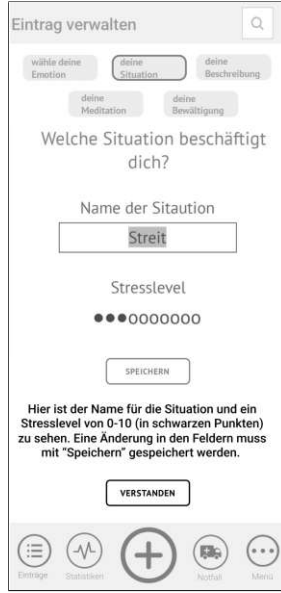 Eintrag verwalten
wähle deine
Emotion
deine
Situation
deine
Beschreibung
deine
Meditation
deine
Bewältigung
Welche Situation beschäftigt
dich?
Name der Sitaution
Streit
Stresslevel
SPEICHERN
Hier ist der Name für die Situation und ein
Stresslevel von 0-10 (in schwarzen Punkten)
zu sehen. Eine Änderung in den Feldern muss
mit "Speichern" gespeichert werden.
VERSTANDEN
Einträge
Statistiken
Notfall
Menü